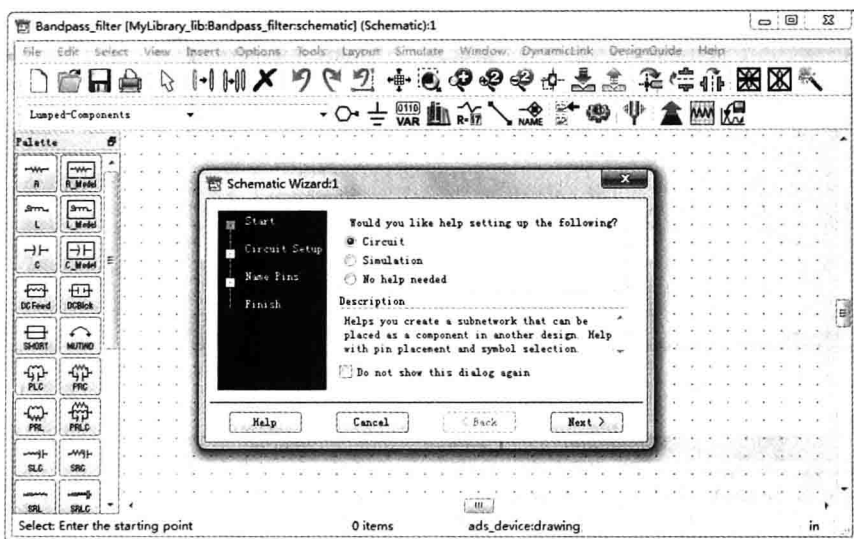 Bandpass_filter [MyLibrary_lib:Bandpass_filter:schematic] (Schematic):1
File Edit Select View Insert Options Tools Layout Simulate Window DynamicLink DesignGuide Help
0110
VAR
NAME
Lumped-Components
Palette
R R_Model
L L_Model
C C_Model
DCFeed DCBlok
SHORT MUTIND
PLC PRC
PRL PRLC
SLC SRC
SRL SRLC
Schematic Wizard:1
Start
Circuit Setup
Name Pins
Finish
Would you like help setting up the following?
Circuit
Simulation
No help needed
Description
Helps you create a subnetwork that can be
placed as a component in another design. Help
with pin placement and symbol selection.
Do not show this dialog again
Help Cancel < Back Next >
Select: Enter the starting point 0 items ads_device:drawing in